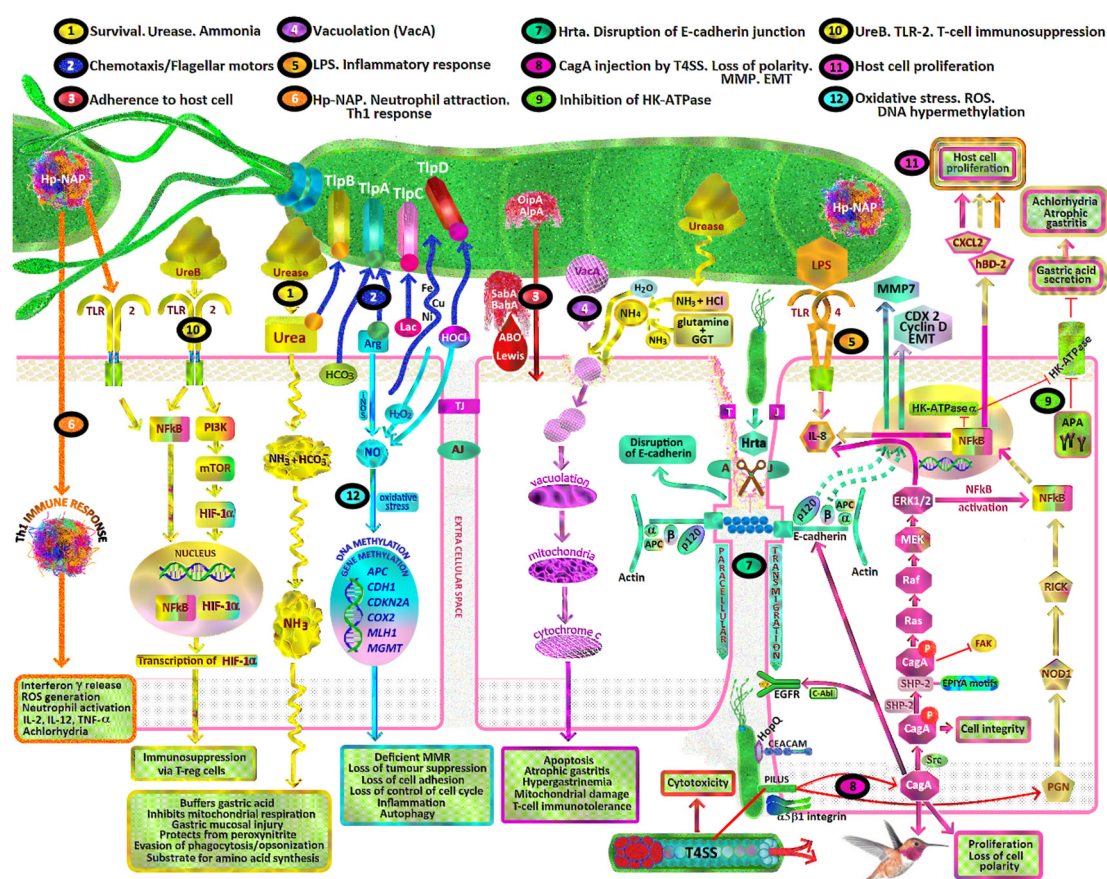 1 Survival. Urease. Ammonia
2 Chemotaxis/Flagellar motors
3 Adherence to host cell
4 Vacuolation (VacA)
5 LPS. Inflammatory response
6 Hp-NAP. Neutrophil attraction.
Th1 response
7 Hrta. Disruption of E-cadherin junction
8 CagA injection by T4SS. Loss of polarity.
MMP. EMT
9 Inhibition of HK-ATPase
10 UreB. TLR-2. T-cell immunosuppression
11 Host cell proliferation
12 Oxidative stress. ROS.
DNA hypermethylation
Hp-NAP
TlpB
TlpA
TlpC
TlpD
OipA
AlpA
Urease
Hp-NAP
11
Host cell
proliferation
Achlorhydria
Atrophic
gastritis
CXCL2
hBD-2
Gastric acid
secretion
UreB
Urease
1
2
Fe
Cu
Ni
VacA
4
SabA
BabA
3
H₂O
NH₄
NH₃ + HCl
glutamine
+
GGT
NH₃
LPS
MMP7
CDX 2
Cyclin D
EMT
TLR 2
TLR 2
10
Urea
Arg
Lac
HOCl
ABO
Lewis
TLR 4
5
HCO₃
HK-ATPase
9
iNOS
H₂O₂
TJ
AJ
T J
Hrta
A J
IL-8
HK-ATPase α
NFkB
APA
6
NFkB
PI3K
mTOR
HIF-1α
NH₃+HCO₃
NO
12
oxidative
stress
Disruption
of E-cadherin
vacuolation
mitochondria
cytochrome c
ERK1/2
NFkB
activation
NFkB
Th1 IMMUNE RESPONSE
NUCLEUS
NFkB
HIF-1α
NH₃
DNA METHYLATION
GENE METHYLATION
APC
CDH1
CDKN2A
COX2
MLH1
MGMT
EXTRA CELLULAR SPACE
α
APC
β
p120
Actin
p120
β
APC
α
E-cadherin
Actin
7
PARACELLULAR
TRANSMIGRATION
MEK
Raf
Ras
RICK
NOD1
CagA
P
FAK
SHP-2
EPIYA motifs
SHP-2
CagA
P
Cell integrity
Src
CagA
PGN
Transcription of HIF-1α
Interferon γ release
ROS generation
Neutrophil activation
IL-2, IL-12, TNF-α
Achlorhydria
Immunosuppression
via T-reg cells
Buffers gastric acid
Inhibits mitochondrial respiration
Gastric mucosal injury
Protects from peroxynitrite
Evasion of phagocytosis/opsonization
Substrate for amino acid synthesis
Deficient MMR
Loss of tumour suppression
Loss of cell adhesion
Loss of control of cell cycle
Inflammation
Autophagy
Apoptosis
Atrophic gastritis
Hypergastrinemia
Mitochondrial damage
T-cell immunotolerance
EGFR
C-Abl
HopQ
CEACAM
PILUS
8
α5β1 integrin
Cytotoxicity
T4SS
Proliferation
Loss of cell
polarity